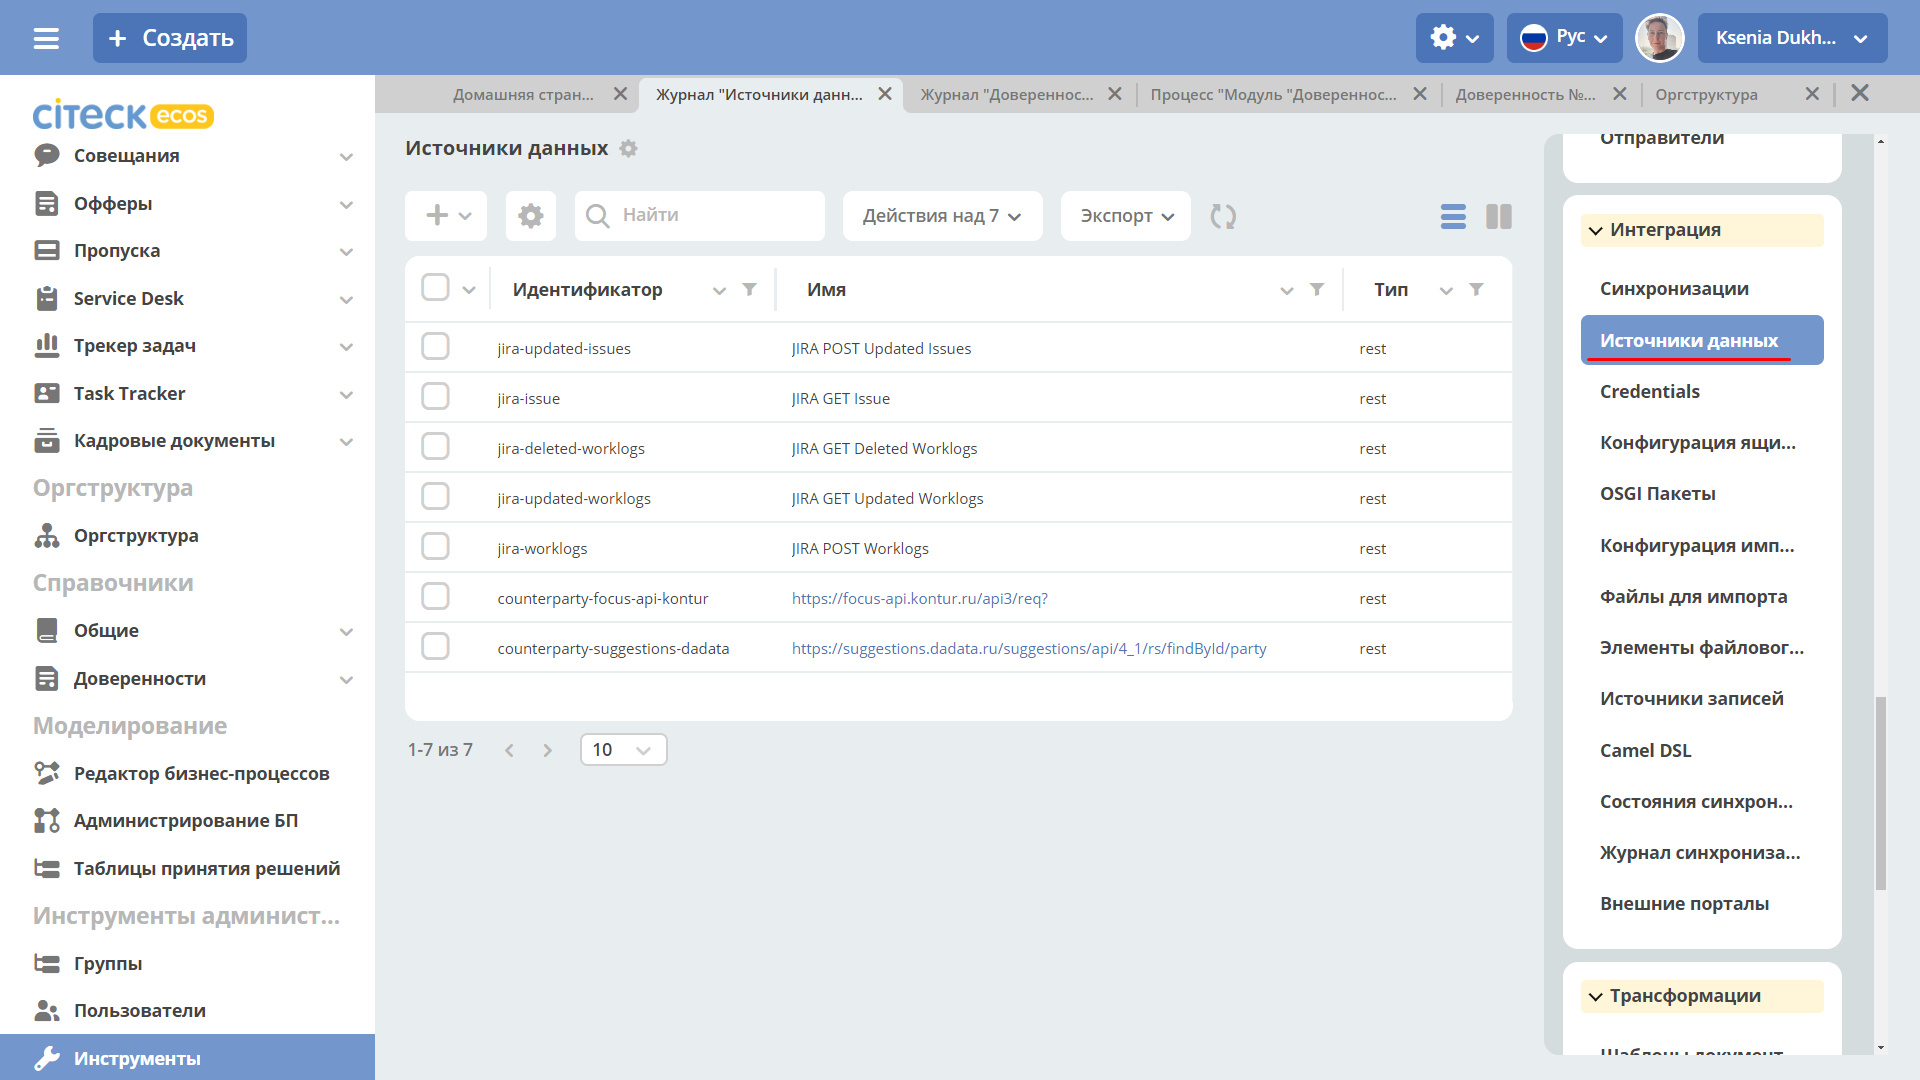 Создать
Рус
Ksenia Dukh...
Домашняя стран...
Журнал "Источники данн...
Журнал "Довереннос...
Процесс "Модуль "Довереннос...
Доверенность №...
Оргструктура
CITECK ecos
Совещания
Офферы
Пропуска
Service Desk
Трекер задач
Task Tracker
Кадровые документы
Оргструктура
Оргструктура
Справочники
Общие
Доверенности
Моделирование
Редактор бизнес-процессов
Администрирование БП
Таблицы принятия решений
Инструменты админист...
Группы
Пользователи
Инструменты
Источники данных
Найти
Действия над 7
Экспорт
Идентификатор Имя Тип
jira-updated-issues JIRA POST Updated Issues rest
jira-issue JIRA GET Issue rest
jira-deleted-worklogs JIRA GET Deleted Worklogs rest
jira-updated-worklogs JIRA GET Updated Worklogs rest
jira-worklogs JIRA POST Worklogs rest
counterparty-focus-api-kontur https://focus-api.kontur.ru/api3/req? rest
counterparty-suggestions-dadata https://suggestions.dadata.ru/suggestions/api/4_1/rs/findById/party rest
1-7 из 7
10
Отправители
Интеграция
Синхронизации
Источники данных
Credentials
Конфигурация ящи...
OSGI Пакеты
Конфигурация имп...
Файлы для импорта
Элементы файловог...
Источники записей
Camel DSL
Состояния синхрон...
Журнал синхрониза...
Внешние порталы
Трансформации
Шаблоны документ...